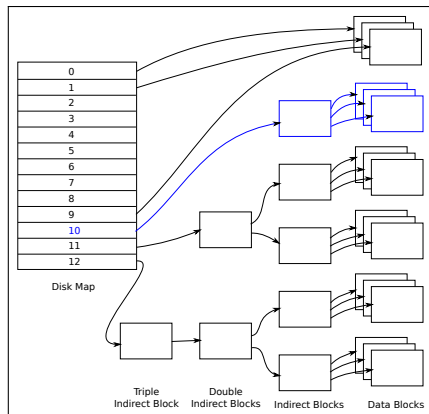 0
1
2
3
4
5
6
7
8
9
10
11
12
Disk Map
Triple
Indirect Block
Double
Indirect Blocks
Indirect Blocks
Data Blocks